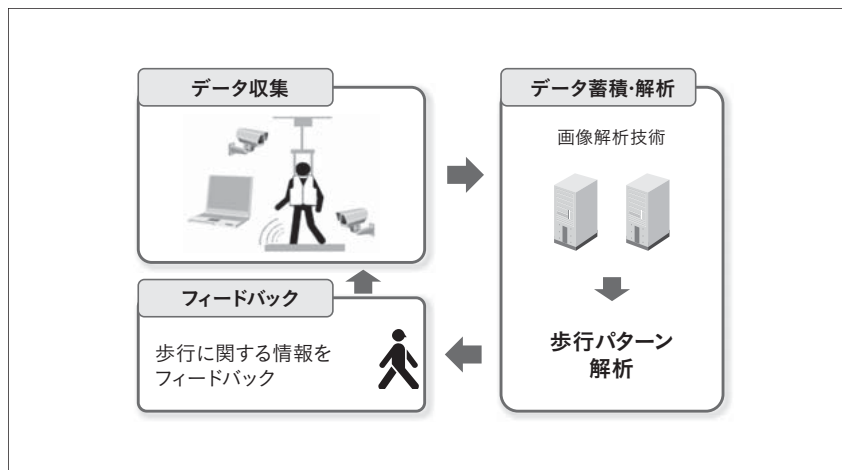 データ収集
データ蓄積・解析
画像解析技術
歩行パターン
解析
フィードバック
歩行に関する情報を
フィードバック